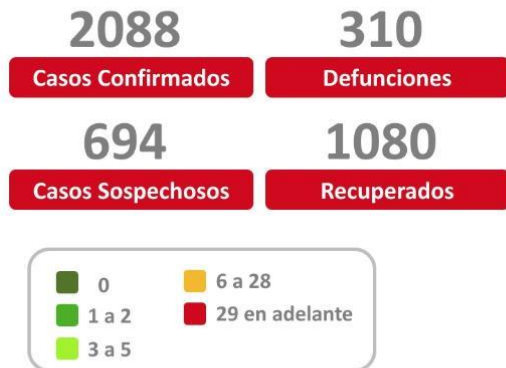 2088
Casos Confirmados
310
Defunciones
694
Casos Sospechosos
1080
Recuperados
0
1 a 2
3 a 5
6 a 28
29 en adelante